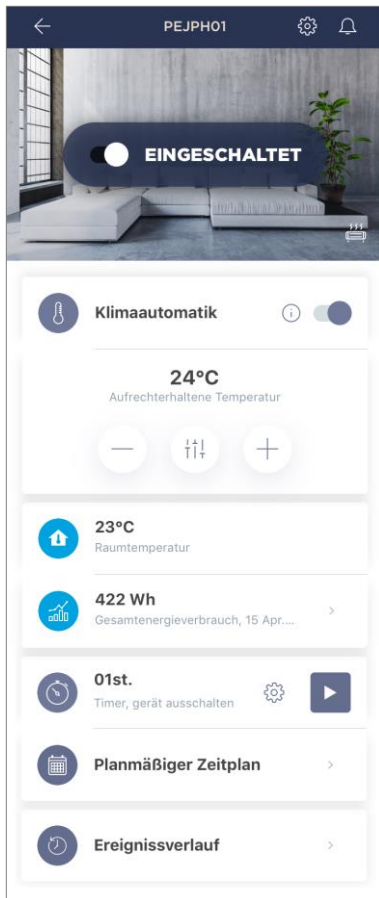 PEJPH01
EINGESCHALTET
Klimaautomatik
24°C
Aufrechterhaltene Temperatur
23°C
Raumtemperatur
422 Wh
Gesamtenergieverbrauch, 15 Apr....
01st.
Timer, gerät ausschalten
Planmäßiger Zeitplan
Ereignissverlauf